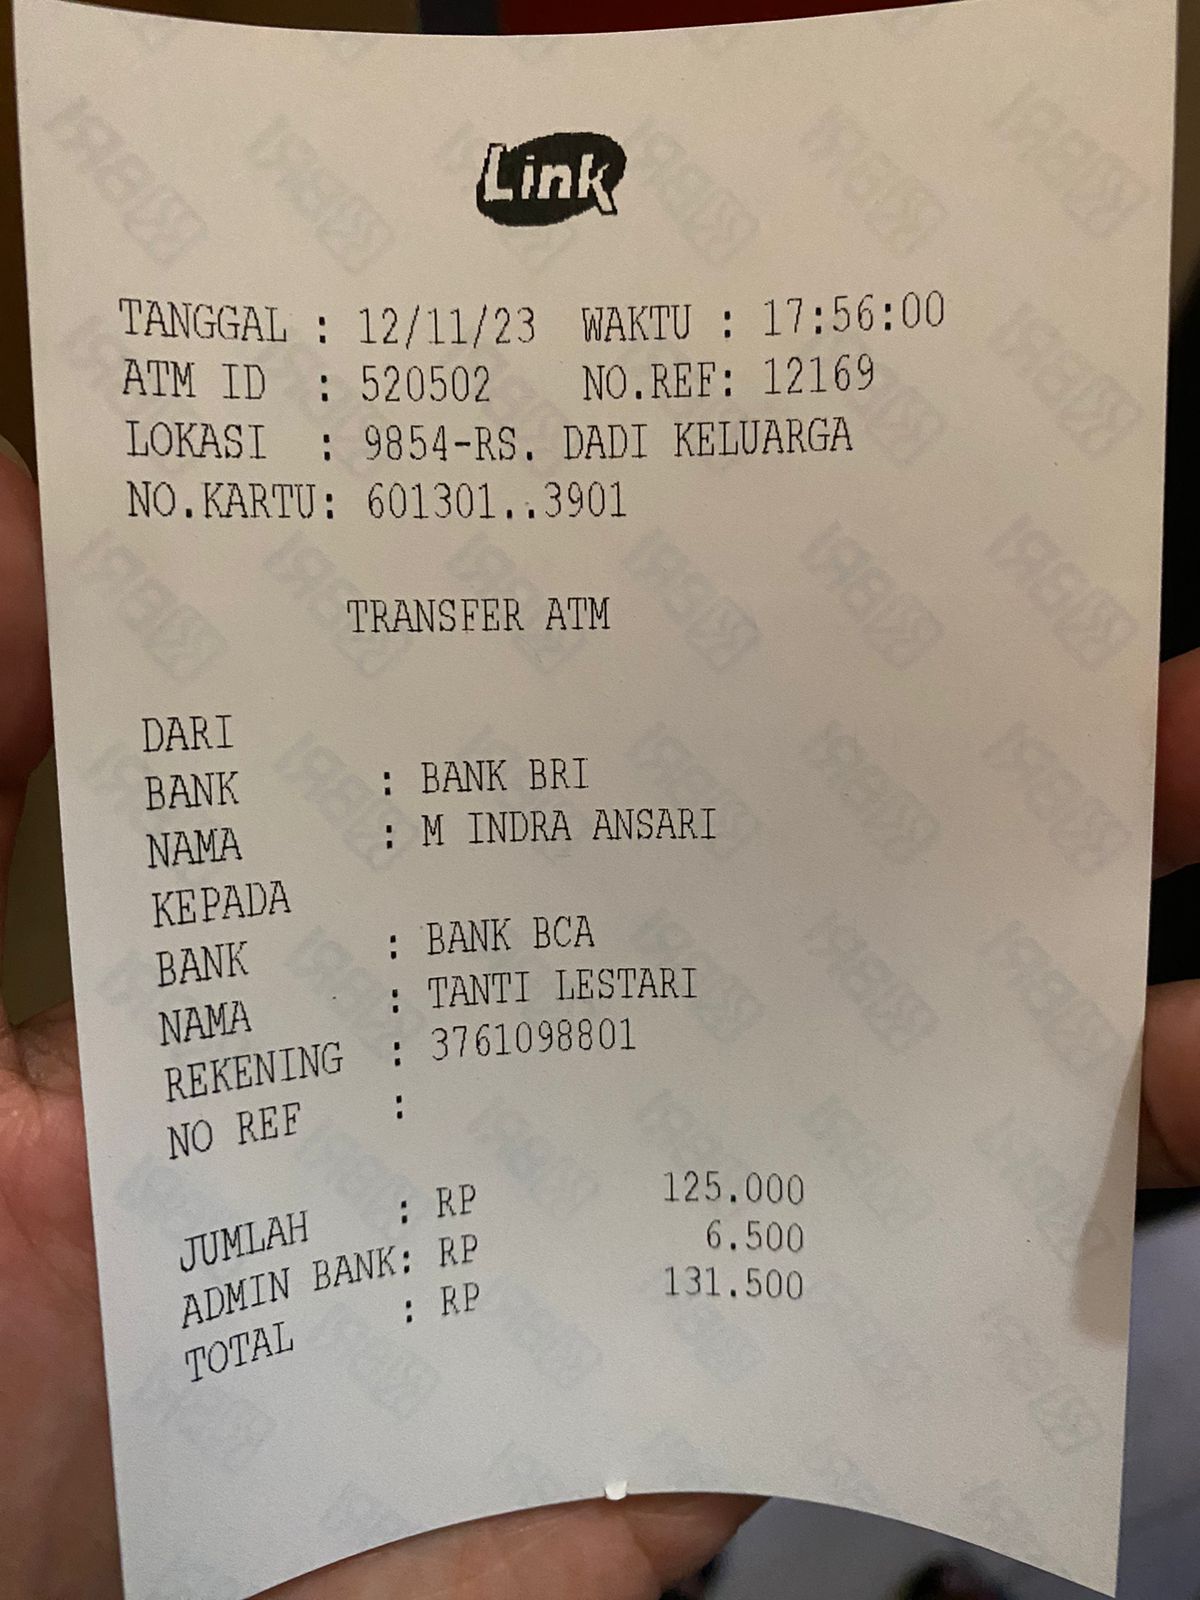 Link
TANGGAL : 12/11/23 WAKTU : 17:56:00
ATM ID : 520502 NO.REF: 12169
LOKASI : 9854-RS. DADI KELUARGA
NO.KARTU: 601301..3901
TRANSFER ATM
DARI
BANK : BANK BRI
NAMA : M INDRA ANSARI
KEPADA
BANK : BANK BCA
NAMA : TANTI LESTARI
REKENING : 3761098801
NO REF :
JUMLAH : RP 125.000
ADMIN BANK: RP 6.500
TOTAL : RP 131.500